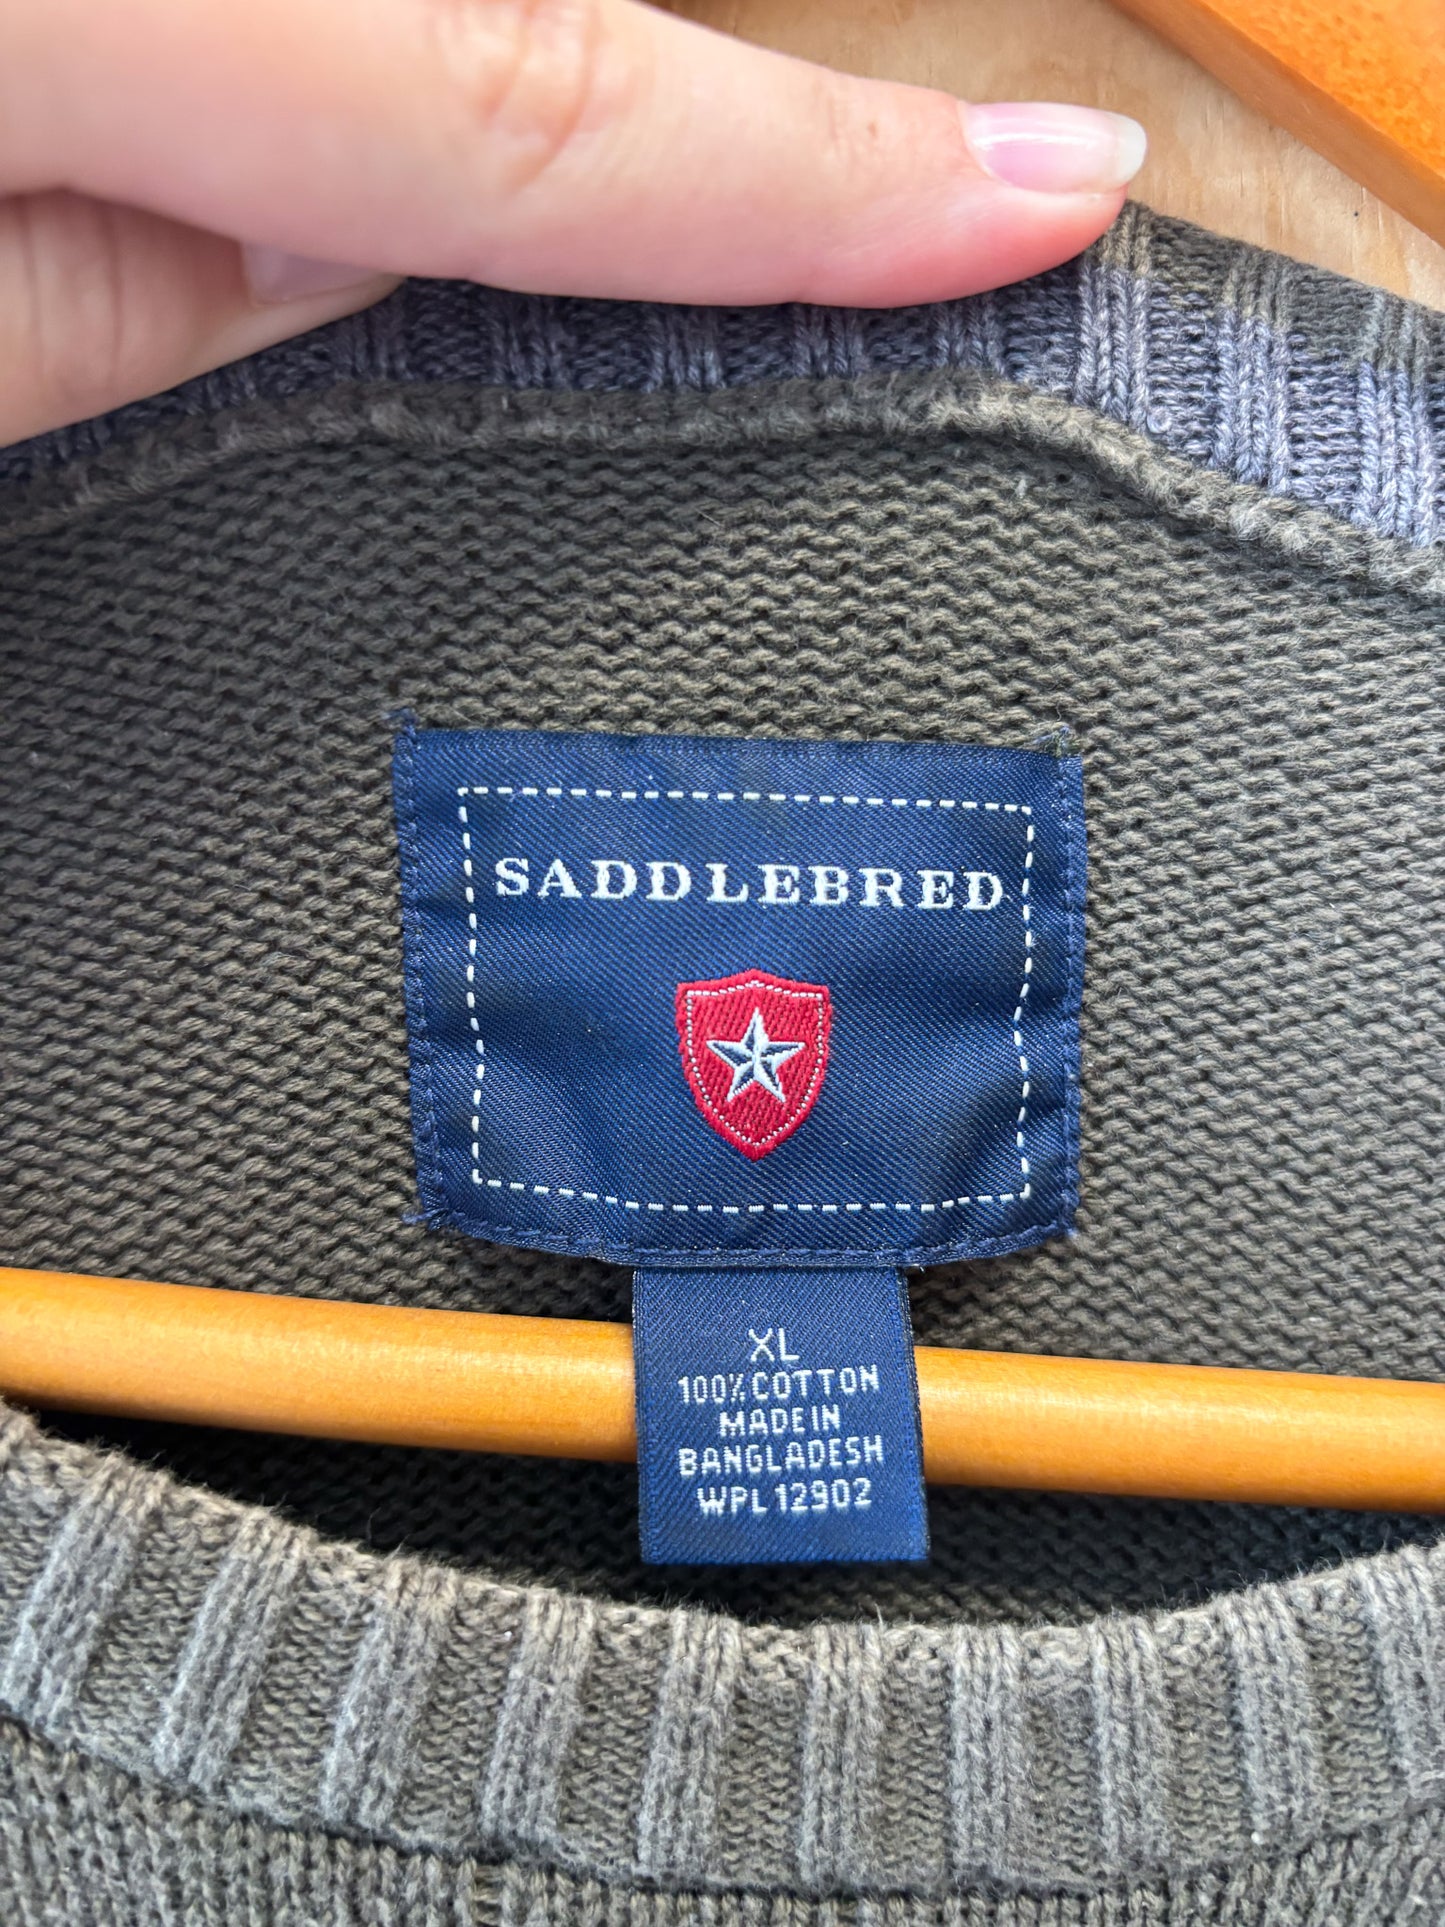 SADDLEBRED
XL
100% COTTON
MADE IN
BANGLADESH
WPL 12902